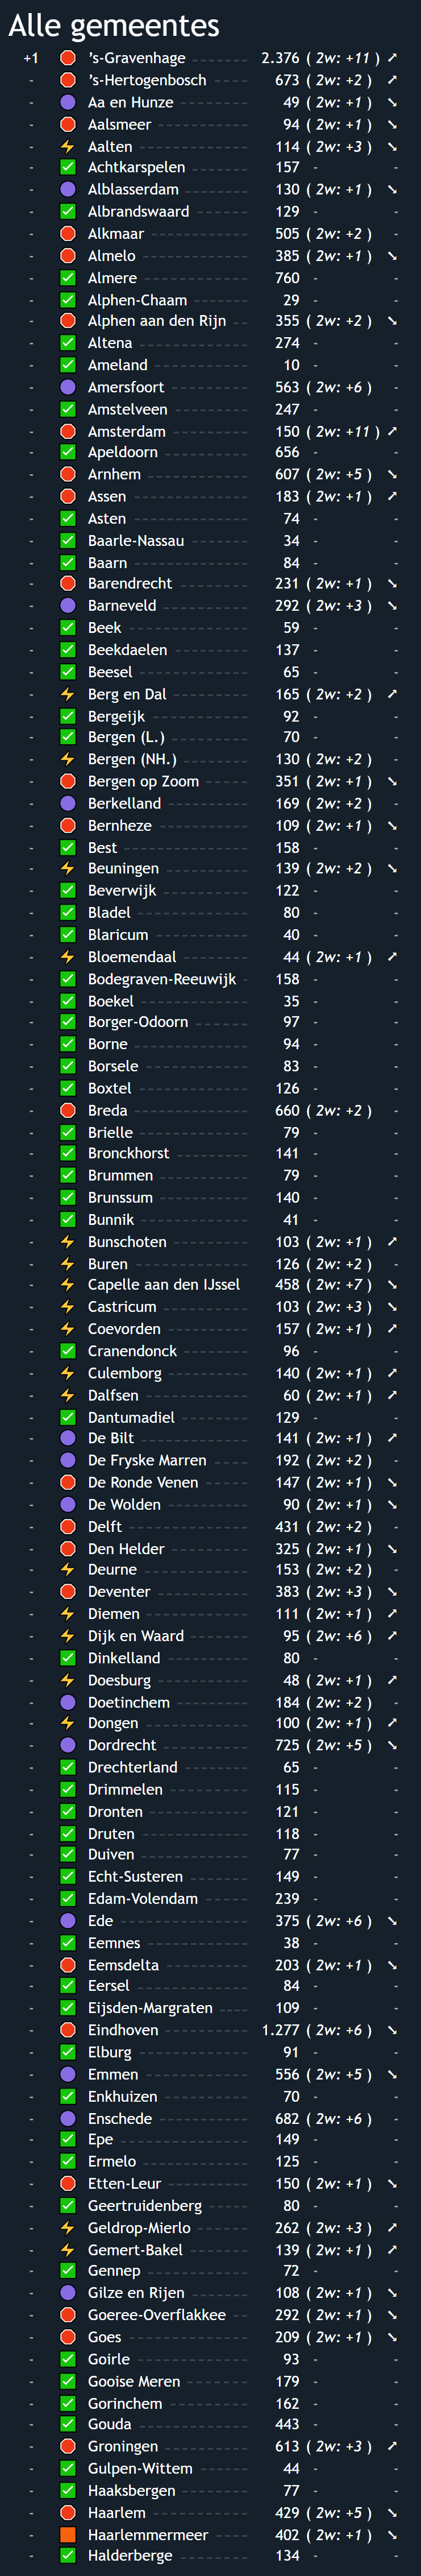 Alle gemeentes
+1 's-Gravenhage 2.376 ( 2w: +11 ) ➚
- 's-Hertogenbosch 673 ( 2w: +2 ) ➚
- Aa en Hunze 49 ( 2w: +1 ) ➘
- Aalsmeer 94 ( 2w: +1 ) ➘
- Aalten 114 ( 2w: +3 ) ➘
- Achtkarspelen 157 - -
- Alblasserdam 130 ( 2w: +1 ) ➘
- Albrandswaard 129 - -
- Alkmaar 505 ( 2w: +2 ) -
- Almelo 385 ( 2w: +1 ) ➘
- Almere 760 - -
- Alphen-Chaam 29 - -
- Alphen aan den Rijn 355 ( 2w: +2 ) ➘
- Altena 274 - -
- Ameland 10 - -
- Amersfoort 563 ( 2w: +6 ) -
- Amstelveen 247 - -
- Amsterdam 150 ( 2w: +11 ) ➚
- Apeldoorn 656 - -
- Arnhem 607 ( 2w: +5 ) ➘
- Assen 183 ( 2w: +1 ) ➚
- Asten 74 - -
- Baarle-Nassau 34 - -
- Baarn 84 - -
- Barendrecht 231 ( 2w: +1 ) ➘
- Barneveld 292 ( 2w: +3 ) ➘
- Beek 59 - -
- Beekdaelen 137 - -
- Beesel 65 - -
- Berg en Dal 165 ( 2w: +2 ) ➚
- Bergeijk 92 - -
- Bergen (L.) 70 - -
- Bergen (NH.) 130 ( 2w: +2 ) -
- Bergen op Zoom 351 ( 2w: +1 ) ➘
- Berkelland 169 ( 2w: +2 ) -
- Bernheze 109 ( 2w: +1 ) ➘
- Best 158 - -
- Beuningen 139 ( 2w: +2 ) ➘
- Beverwijk 122 - -
- Bladel 80 - -
- Blaricum 40 - -
- Bloemendaal 44 ( 2w: +1 ) ➚
- Bodegraven-Reeuwijk 158 - -
- Boekel 35 - -
- Borger-Odoorn 97 - -
- Borne 94 - -
- Borsele 83 - -
- Boxtel 126 - -
- Breda 660 ( 2w: +2 ) -
- Brielle 79 - -
- Bronckhorst 141 - -
- Brummen 79 - -
- Brunssum 140 - -
- Bunnik 41 - -
- Bunschoten 103 ( 2w: +1 ) ➚
- Buren 126 ( 2w: +2 ) -
- Capelle aan den IJssel 458 ( 2w: +7 ) ➘
- Castricum 103 ( 2w: +3 ) ➘
- Coevorden 157 ( 2w: +1 ) ➚
- Cranendonck 96 - -
- Culemborg 140 ( 2w: +1 ) ➚
- Dalfsen 60 ( 2w: +1 ) ➚
- Dantumadiel 129 - -
- De Bilt 141 ( 2w: +1 ) ➚
- De Fryske Marren 192 ( 2w: +2 ) -
- De Ronde Venen 147 ( 2w: +1 ) ➘
- De Wolden 90 ( 2w: +1 ) ➘
- Delft 431 ( 2w: +2 ) -
- Den Helder 325 ( 2w: +1 ) ➘
- Deurne 153 ( 2w: +2 ) -
- Deventer 383 ( 2w: +3 ) ➘
- Diemen 111 ( 2w: +1 ) ➚
- Dijk en Waard 95 ( 2w: +6 ) ➚
- Dinkelland 80 - -
- Doesburg 48 ( 2w: +1 ) ➚
- Doetinchem 184 ( 2w: +2 ) -
- Dongen 100 ( 2w: +1 ) ➚
- Dordrecht 725 ( 2w: +5 ) ➘
- Drechterland 65 - -
- Drimmelen 115 - -
- Dronten 121 - -
- Druten 118 - -
- Duiven 77 - -
- Echt-Susteren 149 - -
- Edam-Volendam 239 - -
- Ede 375 ( 2w: +6 ) ➘
- Eemnes 38 - -
- Eemsdelta 203 ( 2w: +1 ) ➘
- Eersel 84 - -
- Eijsden-Margraten 109 - -
- Eindhoven 1.277 ( 2w: +6 ) ➘
- Elburg 91 - -
- Emmen 556 ( 2w: +5 ) ➘
- Enkhuizen 70 - -
- Enschede 682 ( 2w: +6 ) -
- Epe 149 - -
- Ermelo 125 - -
- Etten-Leur 150 ( 2w: +1 ) ➘
- Geertruidenberg 80 - -
- Geldrop-Mierlo 262 ( 2w: +3 ) ➚
- Gemert-Bakel 139 ( 2w: +1 ) ➚
- Gennep 72 - -
- Gilze en Rijen 108 ( 2w: +1 ) ➘
- Goeree-Overflakkee 292 ( 2w: +1 ) ➘
- Goes 209 ( 2w: +1 ) ➘
- Goirle 93 - -
- Gooise Meren 179 - -
- Gorinchem 162 - -
- Gouda 443 - -
- Groningen 613 ( 2w: +3 ) ➚
- Gulpen-Wittem 44 - -
- Haaksbergen 77 - -
- Haarlem 429 ( 2w: +5 ) ➘
- Haarlemmermeer 402 ( 2w: +1 ) ➘
- Halderberge 134 - -